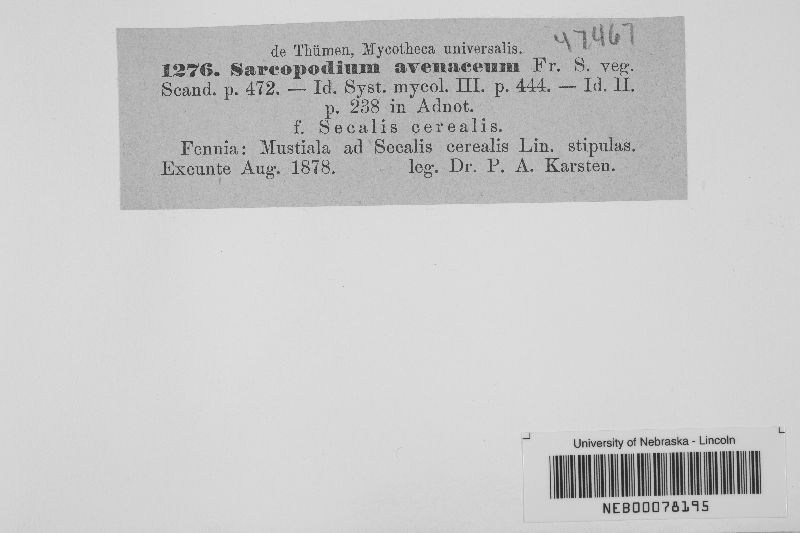 47467
de Thümen, Mycotheca universalis.
1276. Sarcopodium avenaceum Fr. S. veg.
Scand. p. 472. — Id. Syst. mycol. III. p. 444. — Id. II.
p. 238 in Adnot.
f. Secalis cerealis.
Fennia: Mustiala ad Secalis cerealis Lin. stipulas.
Exeunte Aug. 1878. leg. Dr. P. A. Karsten.
University of Nebraska - Lincoln
NEB00078195